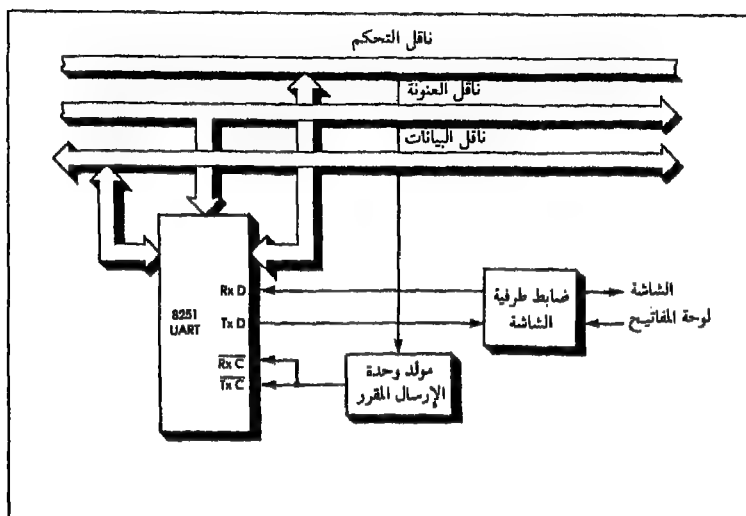 ناقل التحكم
ناقل العنونة
ناقل البيانات
8251
UART
Rx D
Tx D
Rx C
Tx C
ضابط طرفية
الشاشة
الشاشة
لوحة المفاتيح
مولد وحدة
الإرسال المقرر